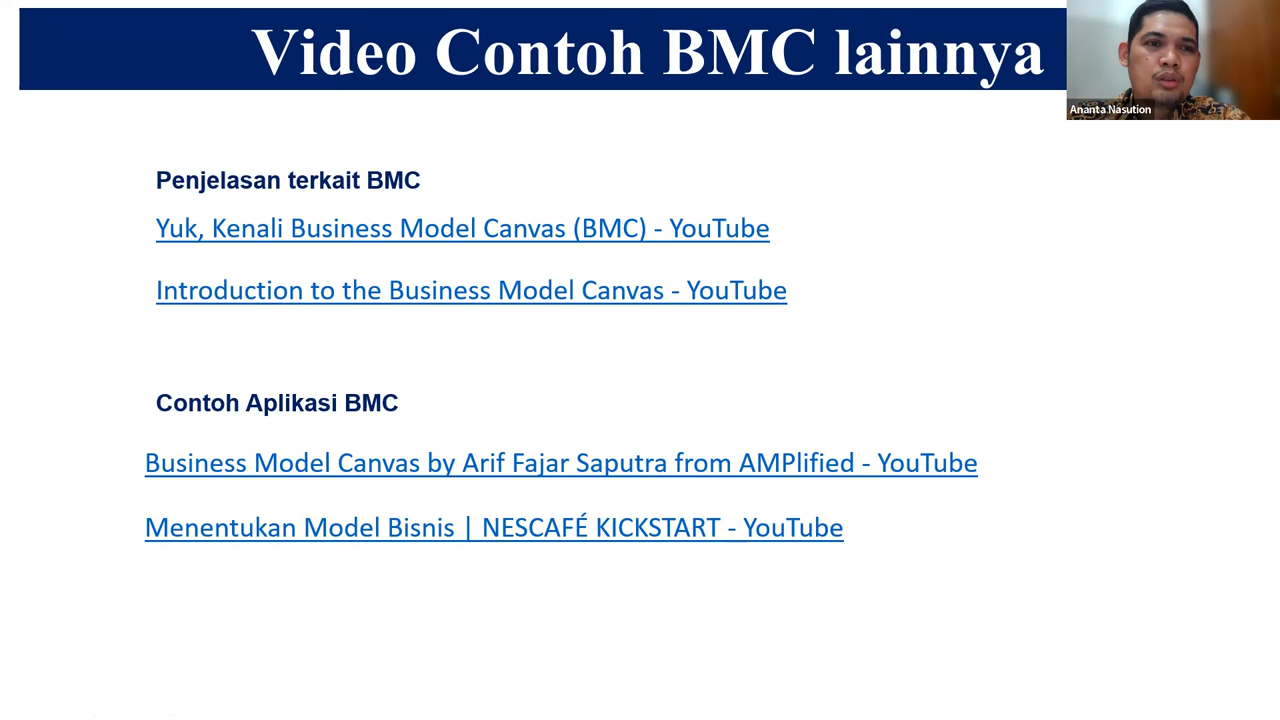 Video Contoh BMC lainnya
Ananta Nasution
Penjelasan terkait BMC
Yuk, Kenali Business Model Canvas (BMC) - YouTube
Introduction to the Business Model Canvas - YouTube
Contoh Aplikasi BMC
Business Model Canvas by Arif Fajar Saputra from AMPlified - YouTube
Menentukan Model Bisnis | NESCAFÉ KICKSTART - YouTube